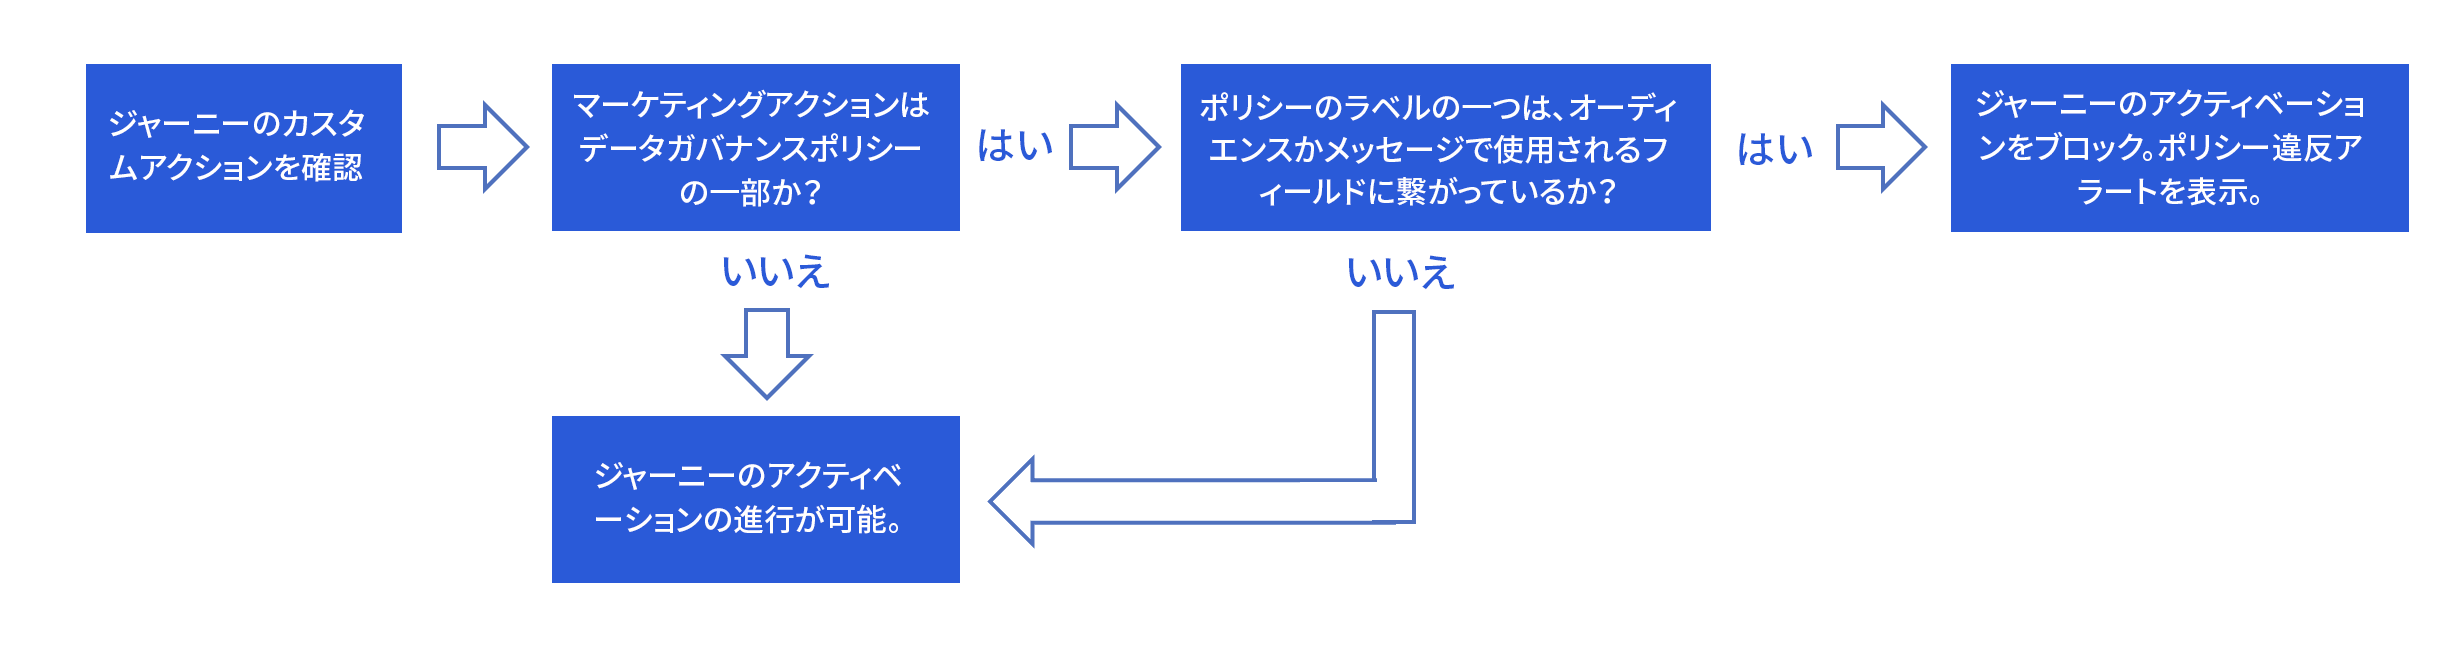 ジャーニーのカスタ
ムアクションを確認
マーケティングアクションは
データガバナンスポリシー
の一部か？
はい
ポリシーのラベルの一つは、オーディ
エンスかメッセージで使用されるフ
ィールドに繋がっているか？
はい
ジャーニーのアクティベーショ
ンをブロック。ポリシー違反ア
ラートを表示。
いいえ
いいえ
ジャーニーのアクティベ
ーションの進行が可能。